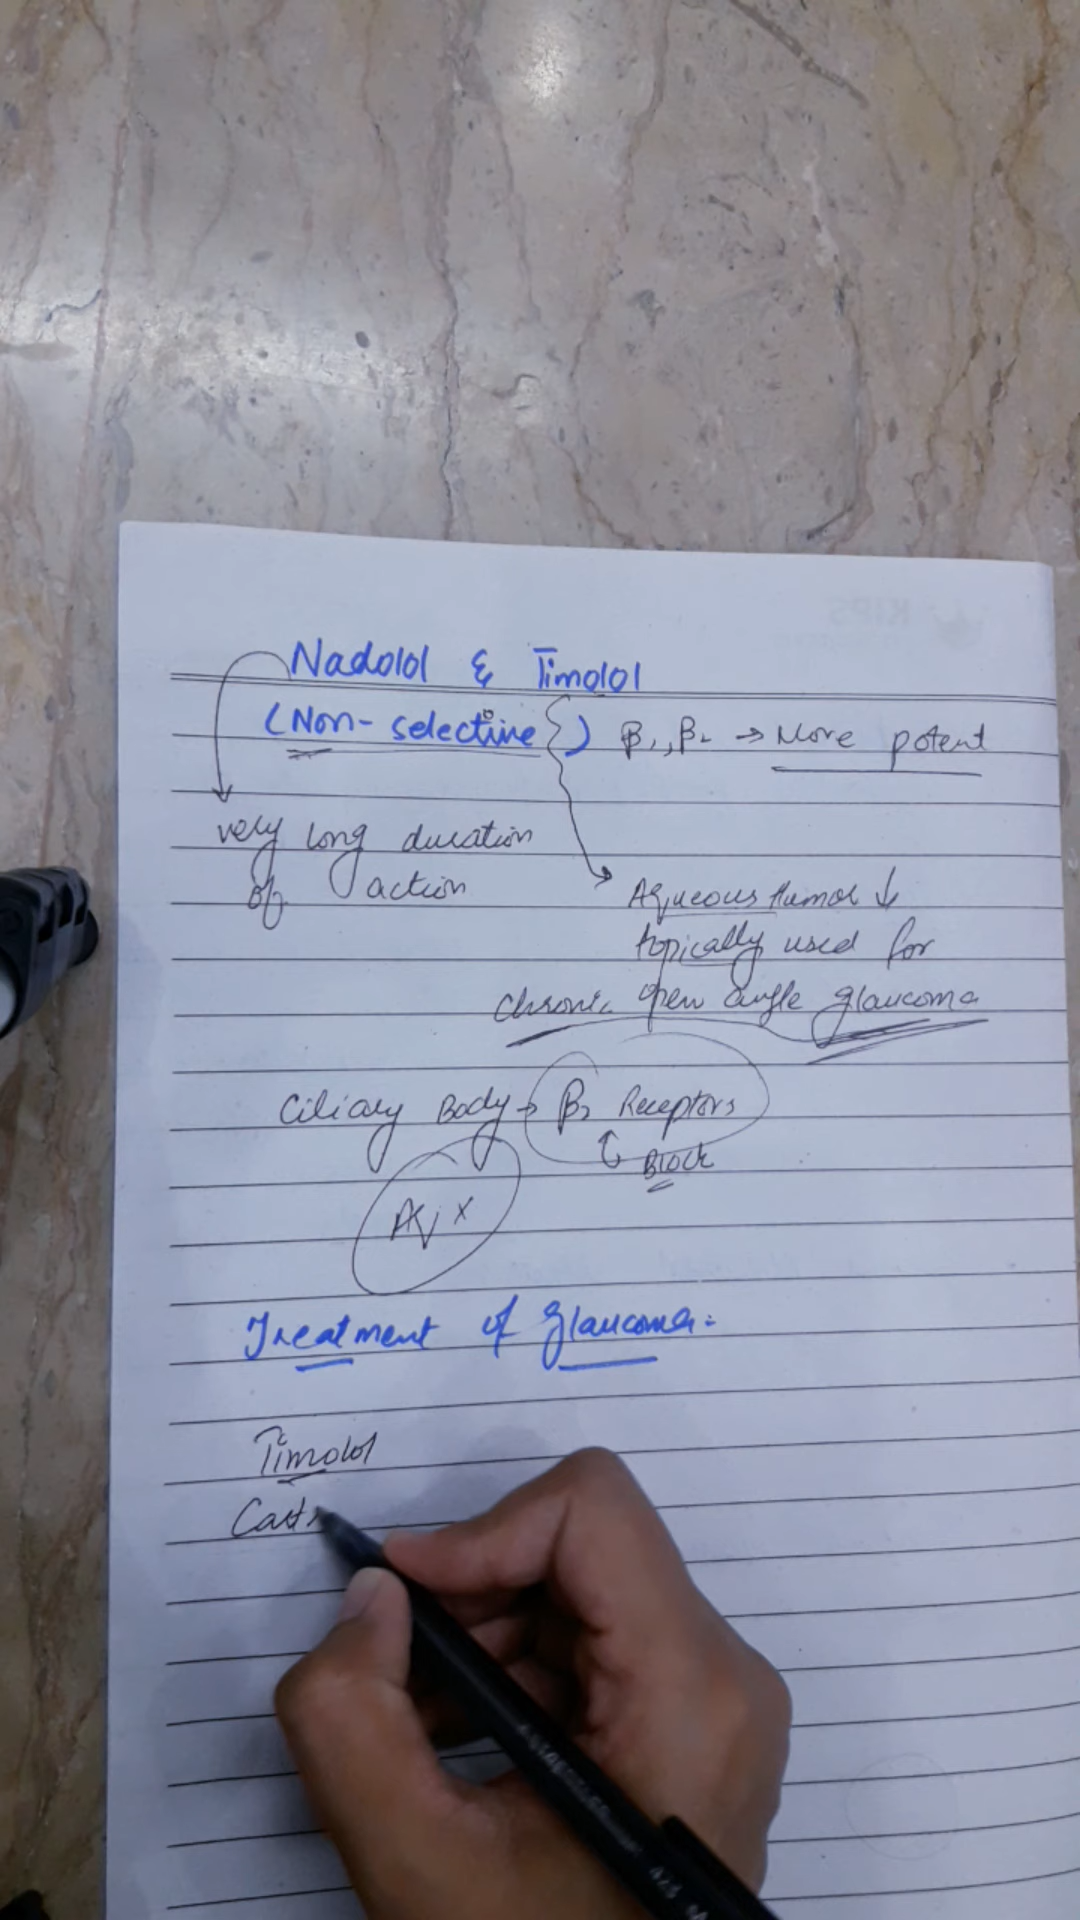 Nadolol & Timolol
(Non-selective) β1, β2 → More potent
very long duration
of action
Aqueous Humor ↓
topically used for
chronic open angle glaucoma
Ciliary Body → β2 Receptors
Block
Aq x
Treatment of Glaucoma:
Timolol